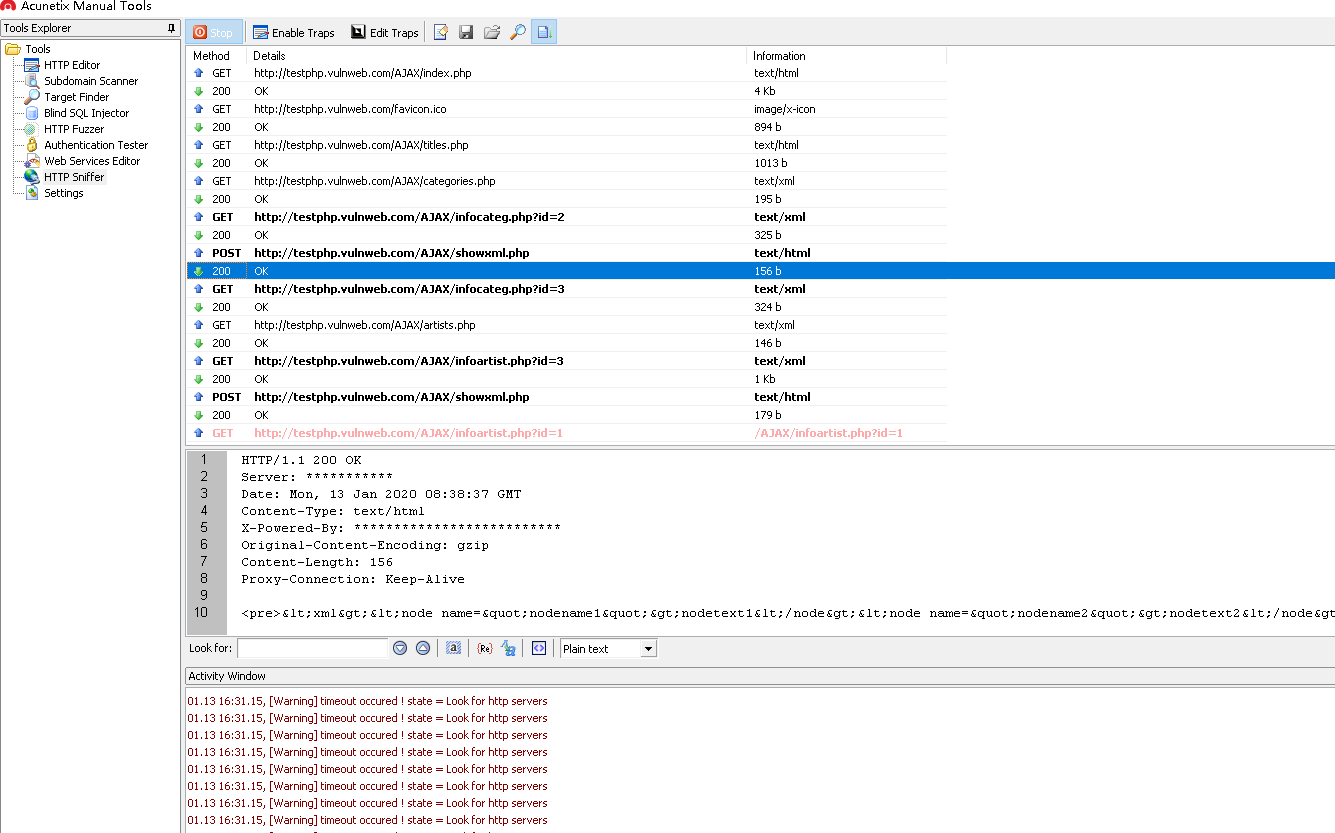 Acunetix Manual Tools
Tools Explorer
Tools
HTTP Editor
Subdomain Scanner
Target Finder
Blind SQL Injector
HTTP Fuzzer
Authentication Tester
Web Services Editor
HTTP Sniffer
Settings
Stop Enable Traps Edit Traps
Method Details Information
GET http://testphp.vulnweb.com/AJAX/index.php text/html
200 OK 4 Kb
GET http://testphp.vulnweb.com/favicon.ico image/x-icon
200 OK 894 b
GET http://testphp.vulnweb.com/AJAX/titles.php text/html
200 OK 1013 b
GET http://testphp.vulnweb.com/AJAX/categories.php text/xml
200 OK 195 b
GET http://testphp.vulnweb.com/AJAX/infocateg.php?id=2 text/xml
200 OK 325 b
POST http://testphp.vulnweb.com/AJAX/showxml.php text/html
200 OK 156 b
GET http://testphp.vulnweb.com/AJAX/infocateg.php?id=3 text/xml
200 OK 324 b
GET http://testphp.vulnweb.com/AJAX/artists.php text/xml
200 OK 146 b
GET http://testphp.vulnweb.com/AJAX/infoartist.php?id=3 text/xml
200 OK 1 Kb
POST http://testphp.vulnweb.com/AJAX/showxml.php text/html
200 OK 179 b
GET http://testphp.vulnweb.com/AJAX/infoartist.php?id=1 /AJAX/infoartist.php?id=1
1 HTTP/1.1 200 OK
2 Server: ***********
3 Date: Mon, 13 Jan 2020 08:38:37 GMT
4 Content-Type: text/html
5 X-Powered-By: **************************
6 Original-Content-Encoding: gzip
7 Content-Length: 156
8 Proxy-Connection: Keep-Alive
9
10 <pre>&lt;xml&gt;&lt;node name=&quot;nodename1&quot;&gt;nodetext1&lt;/node&gt;&lt;node name=&quot;nodename2&quot;&gt;nodetext2&lt;/node&gt
Look for: a {Re} Plain text
Activity Window
01.13 16:31.15, [Warning] timeout occured ! state = Look for http servers
01.13 16:31.15, [Warning] timeout occured ! state = Look for http servers
01.13 16:31.15, [Warning] timeout occured ! state = Look for http servers
01.13 16:31.15, [Warning] timeout occured ! state = Look for http servers
01.13 16:31.15, [Warning] timeout occured ! state = Look for http servers
01.13 16:31.15, [Warning] timeout occured ! state = Look for http servers
01.13 16:31.15, [Warning] timeout occured ! state = Look for http servers
01.13 16:31.15, [Warning] timeout occured ! state = Look for http servers